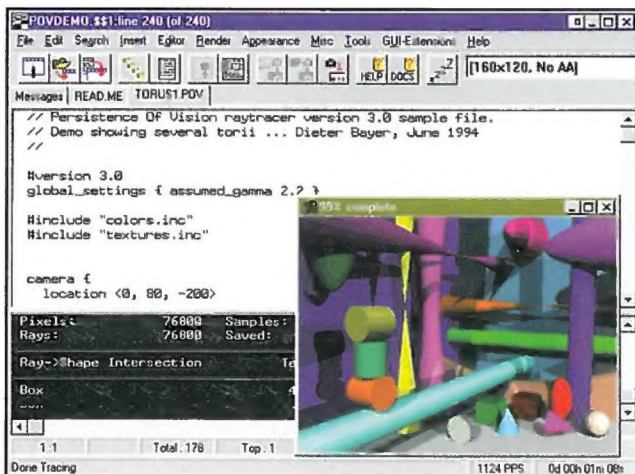 POVDEMO.$$1:line 240 (of 240)
File Edit Search Insert Editor Render Appearance Misc Tools GUI-Extensions Help
HELP DOCS [160x120, No AA]
Messages READ.ME TORUS1.POV
// Persistence Of Vision raytracer version 3.0 sample file.
// Demo showing several torii ... Dieter Bayer, June 1994
//
#version 3.0
global_settings { assumed_gamma 2.2 }
#include "colors.inc"
#include "textures.inc"
camera {
location <0, 80, -200>
complete
Pixels: 76800 Samples:
Rays: 76800 Saved:
Ray->Shape Intersection
Box
1:1 Total: 178 Top: 1
Done Tracing 1124 PPS 0d 00h 01m 08s